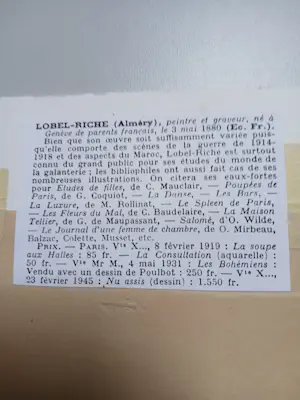 LOBEL-RICHE (Alméry), peintre et graveur, né à
Genève de parents français, le 3 mai 1880 (Ec. Fr.).
Bien que son œuvre soit suffisamment variée puis-
qu'elle comporte des scènes de la guerre de 1914-
1918 et des aspects du Maroc, Lobel-Riche est surtout
connu du grand public pour ses études du monde de
la galanterie; les bibliophiles ont aussi fait cas de ses
nombreuses illustrations. On citera ses eaux-fortes
pour Etudes de filles, de C. Mauclair, — Poupées de
Paris, de G. Coquiot, — La Danse, — Les Bars, —
La Luxure, de M. Rollinat, — Le Spleen de Paris,
— Les Fleurs du Mal, de C. Baudelaire, — La Maison
Tellier, de G. de Maupassant, — Salomé, d'O. Wilde,
— Le Journal d'une femme de chambre, de O. Mirbeau,
Balzac, Colette, Musset, etc.
PRIX. — PARIS. Vte X..., 8 février 1919 : La soupe
aux Halles : 85 fr. — La Consultation (aquarelle) :
50 fr. — Vte Mr M., 4 mai 1931 : Les Bohémiens :
Vendu avec un dessin de Poulbot : 250 fr. — Vte X...,
23 février 1945 : Nu assis (dessin) : 1.550 fr.